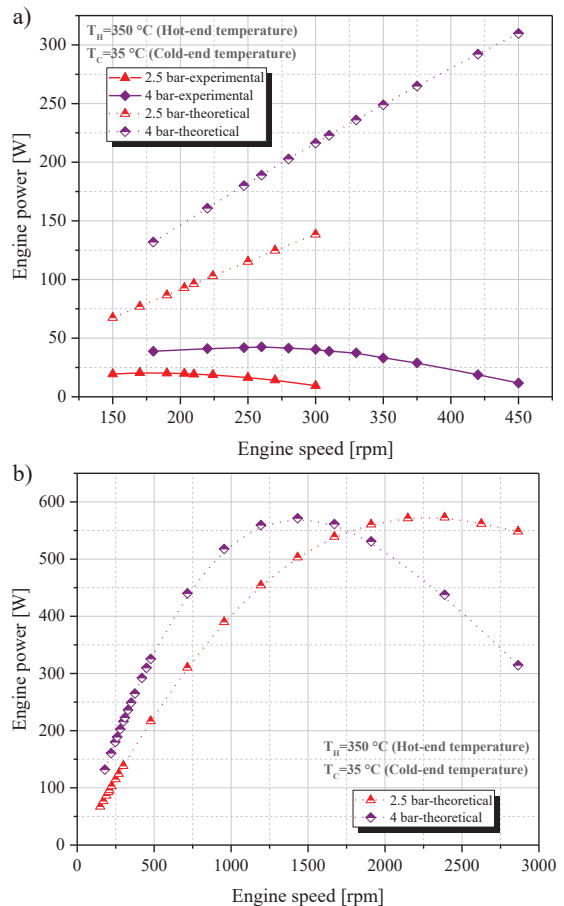 a)
T_H=350 °C (Hot-end temperature)
T_C=35 °C (Cold-end temperature)
2.5 bar-experimental
4 bar-experimental
2.5 bar-theoretical
4 bar-theoretical
Engine power [W]
300
250
200
150
100
50
0
150 200 250 300 350 400 450
Engine speed [rpm]
b)
Engine power [W]
600
500
400
300
200
100
0
T_H=350 °C (Hot-end temperature)
T_C=35 °C (Cold-end temperature)
2.5 bar-theoretical
4 bar-theoretical
0 500 1000 1500 2000 2500 3000
Engine speed [rpm]